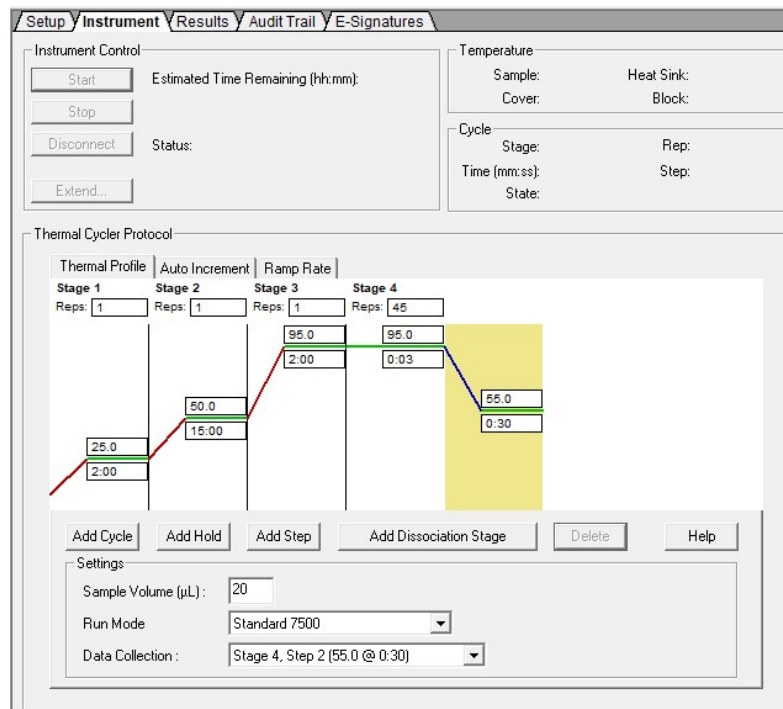 Setup Instrument Results Audit Trail E-Signatures
Instrument Control
Start Estimated Time Remaining (hh:mm):
Stop
Disconnect Status:
Extend...
Temperature
Sample: Heat Sink:
Cover: Block:
Cycle
Stage: Rep:
Time (mm:ss): Step:
State:
Thermal Cycler Protocol
Thermal Profile Auto Increment Ramp Rate
Stage 1 Stage 2 Stage 3 Stage 4
Reps: 1 Reps: 1 Reps: 1 Reps: 45
95.0 95.0
2:00 0:03
50.0 55.0
15:00 0:30
25.0
2:00
Add Cycle Add Hold Add Step Add Dissociation Stage Delete Help
Settings
Sample Volume (µL) : 20
Run Mode Standard 7500
Data Collection : Stage 4, Step 2 (55.0 @ 0:30)